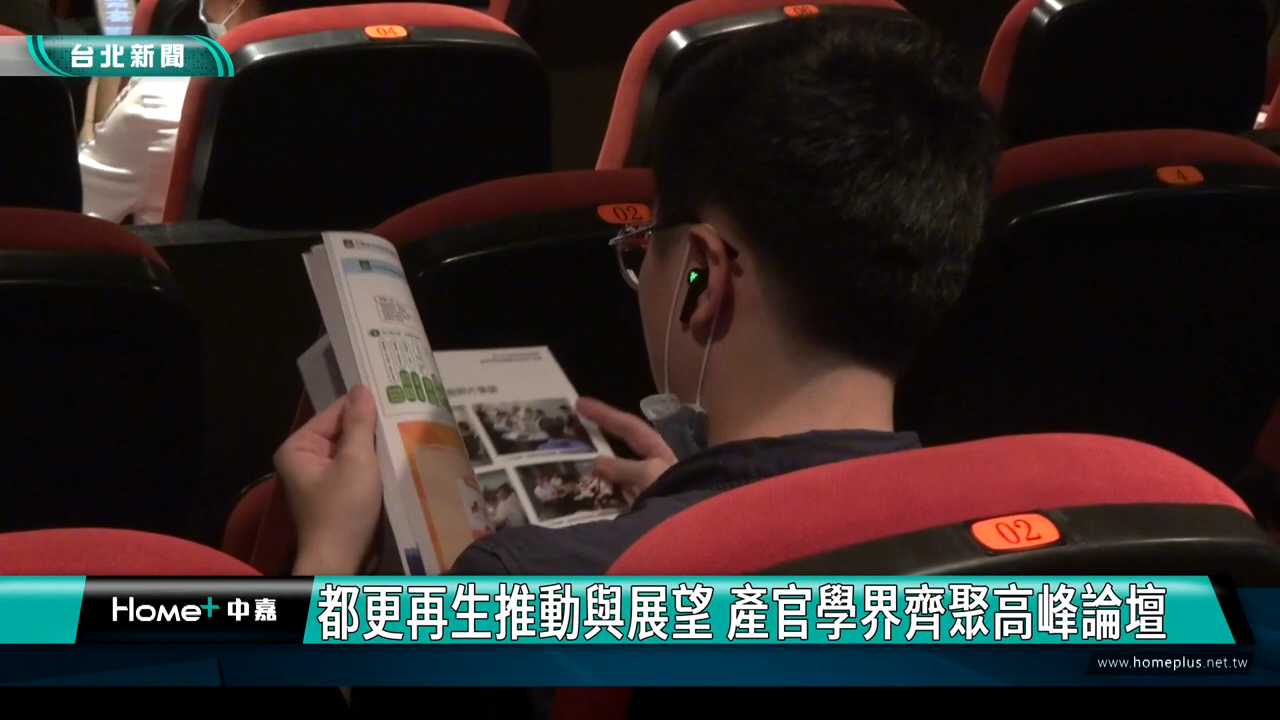 04
06
台北新聞
4
02
02
Home+ 中嘉
都更再生推動與展望 產官學界齊聚高峰論壇
www.homeplus.net.tw